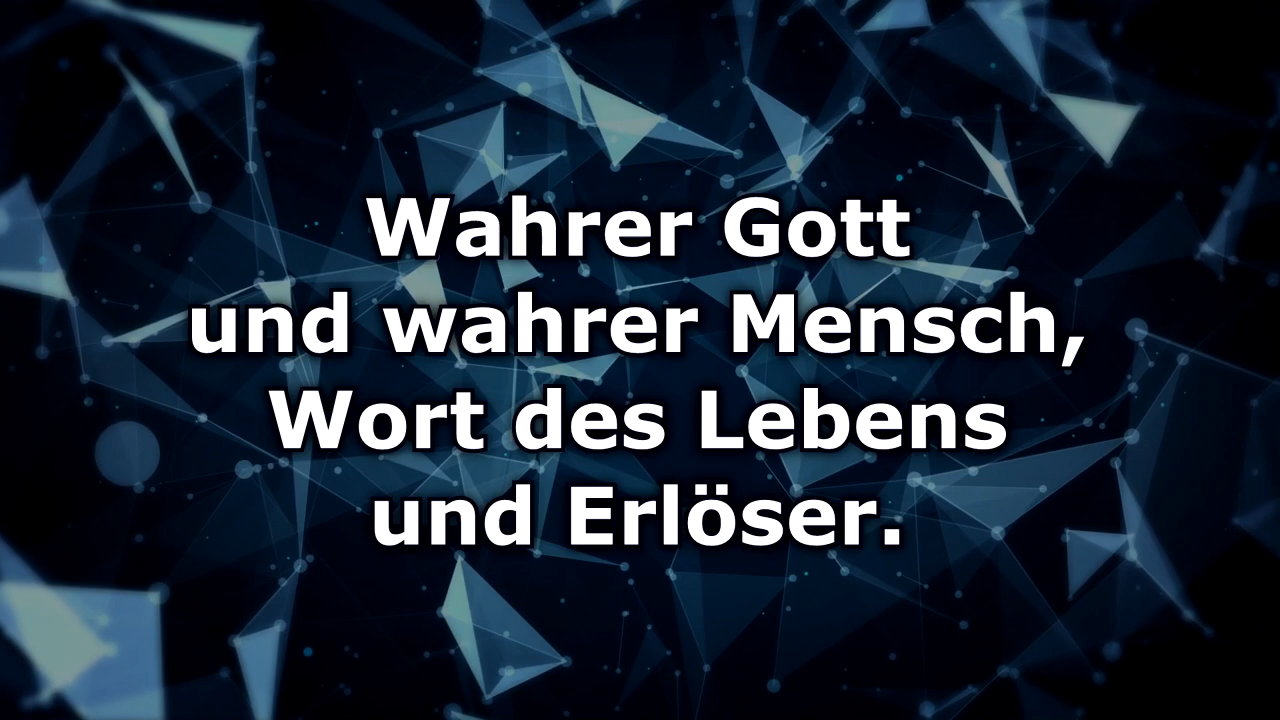 Wahrer Gott
und wahrer Mensch,
Wort des Lebens
und Erlöser.